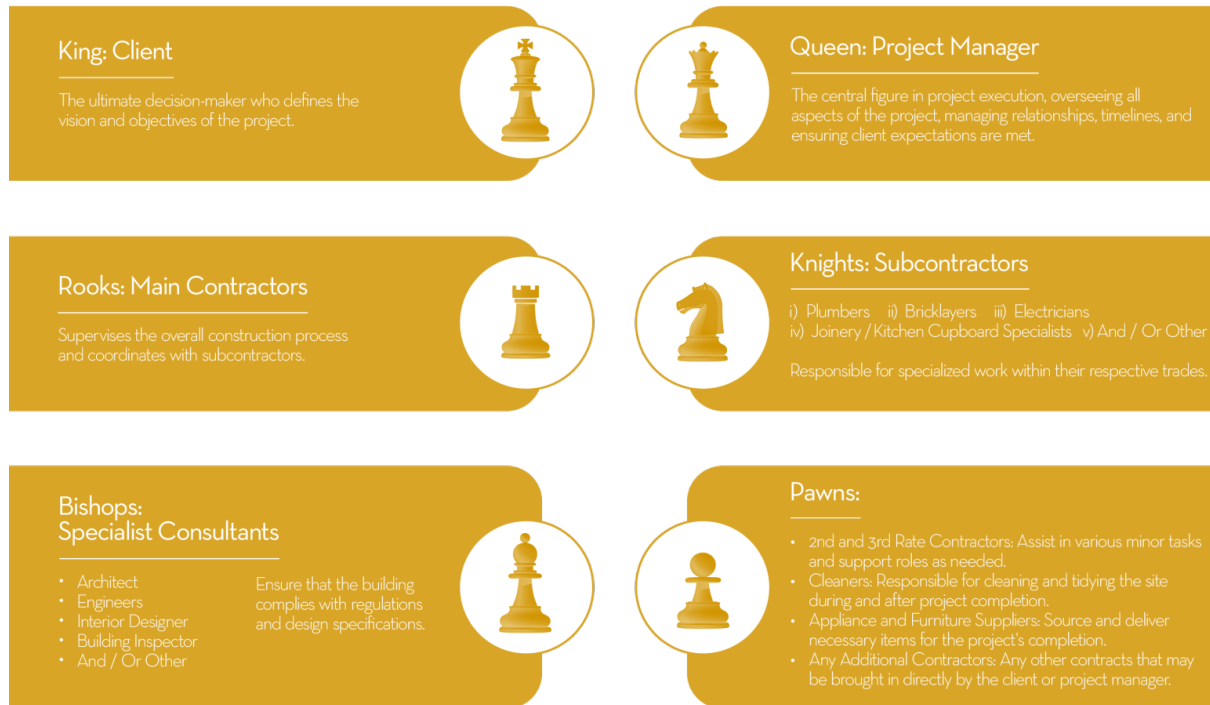 King: Client
The ultimate decision-maker who defines the
vision and objectives of the project.
Queen: Project Manager
The central figure in project execution, overseeing all
aspects of the project, managing relationships, timelines, and
ensuring client expectations are met.
Rooks: Main Contractors
Supervises the overall construction process
and coordinates with subcontractors.
Knights: Subcontractors
i) Plumbers ii) Bricklayers iii) Electricians
iv) Joinery / Kitchen Cupboard Specialists v) And / Or Other
Responsible for specialized work within their respective trades.
Bishops:
Specialist Consultants
• Architect
• Engineers
• Interior Designer
• Building Inspector
• And / Or Other
Ensure that the building
complies with regulations
and design specifications.
Pawns:
• 2nd and 3rd Rate Contractors: Assist in various minor tasks
and support roles as needed.
• Cleaners: Responsible for cleaning and tidying the site
during and after project completion.
• Appliance and Furniture Suppliers: Source and deliver
necessary items for the project's completion.
• Any Additional Contractors: Any other contracts that may
be brought in directly by the client or project manager.